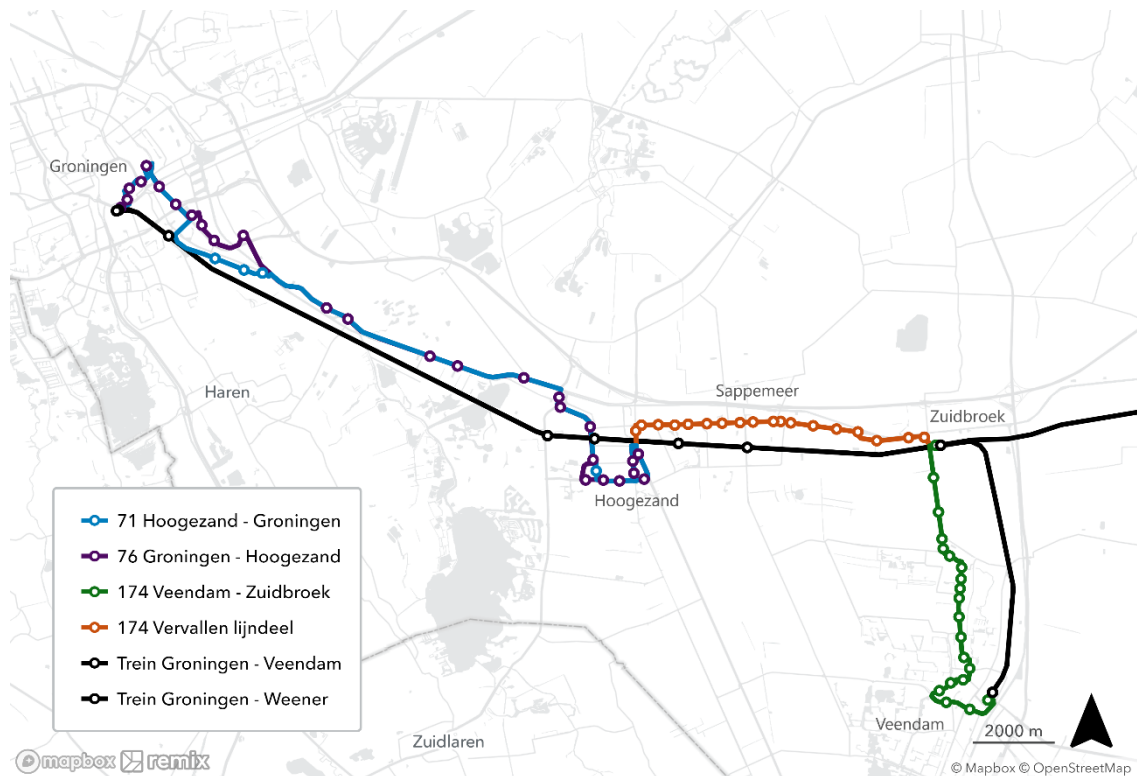 Groningen
Haren
Sappemeer
Zuidbroek
Hoogezand
71 Hoogezand - Groningen
76 Groningen - Hoogezand
174 Veendam - Zuidbroek
174 Vervallen lijndeel
Trein Groningen - Veendam
Trein Groningen - Weener
Veendam
2000 m
Zuidlaren
mapbox remix
© Mapbox © OpenStreetMap